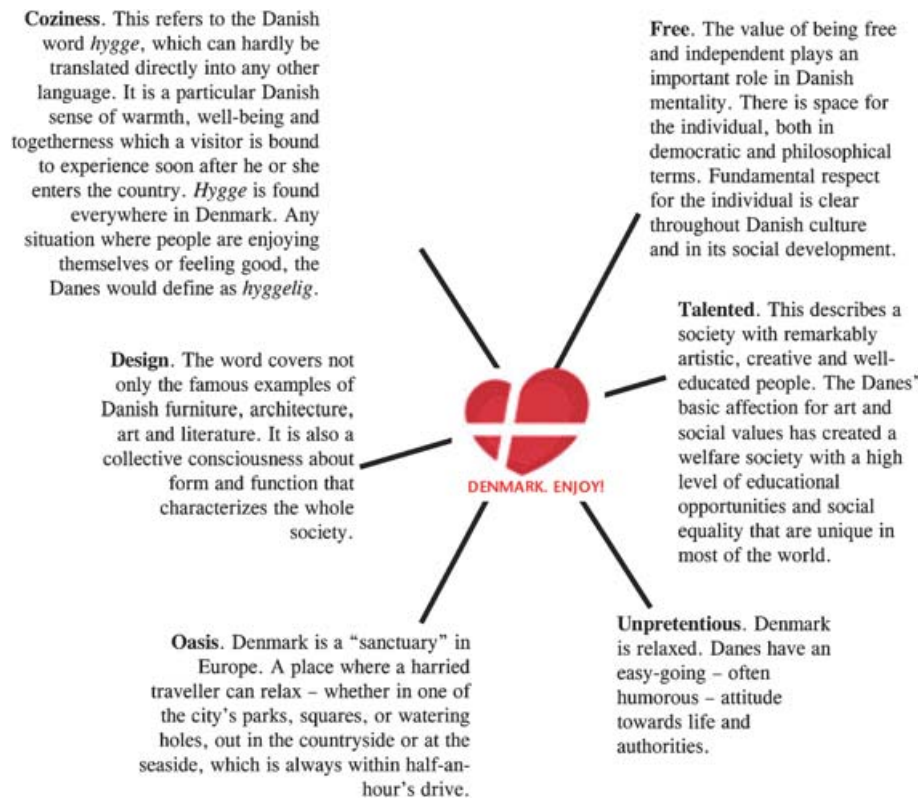 Coziness. This refers to the Danish
word hygge, which can hardly be
translated directly into any other
language. It is a particular Danish
sense of warmth, well-being and
togetherness which a visitor is bound
to experience soon after he or she
enters the country. Hygge is found
everywhere in Denmark. Any
situation where people are enjoying
themselves or feeling good, the
Danes would define as hyggelig.
Free. The value of being free
and independent plays an
important role in Danish
mentality. There is space for
the individual, both in
democratic and philosophical
terms. Fundamental respect
for the individual is clear
throughout Danish culture
and in its social development.
Design. The word covers not
only the famous examples of
Danish furniture, architecture,
art and literature. It is also a
collective consciousness about
form and function that
characterizes the whole
society.
DENMARK. ENJOY!
Talented. This describes a
society with remarkably
artistic, creative and well-
educated people. The Danes'
basic affection for art and
social values has created a
welfare society with a high
level of educational
opportunities and social
equality that are unique in
most of the world.
Oasis. Denmark is a “sanctuary” in
Europe. A place where a harried
traveller can relax – whether in one of
the city’s parks, squares, or watering
holes, out in the countryside or at the
seaside, which is always within half-an-
hour’s drive.
Unpretentious. Denmark
is relaxed. Danes have an
easy-going – often
humorous – attitude
towards life and
authorities.